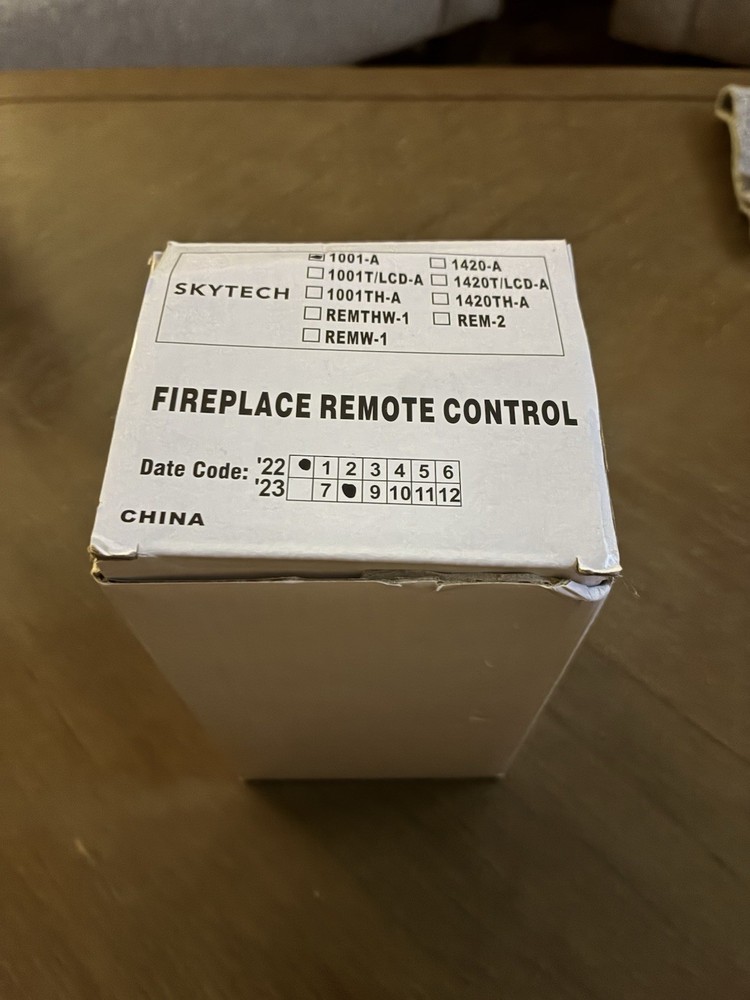 SKYTECH
1001-A
1001T/LCD-A
1001TH-A
REMTHW-1
REMW-1
1420-A
1420T/LCD-A
1420TH-A
REM-2
FIREPLACE REMOTE CONTROL
Date Code: '22 1 2 3 4 5 6
'23 7 9 10 11 12
CHINA